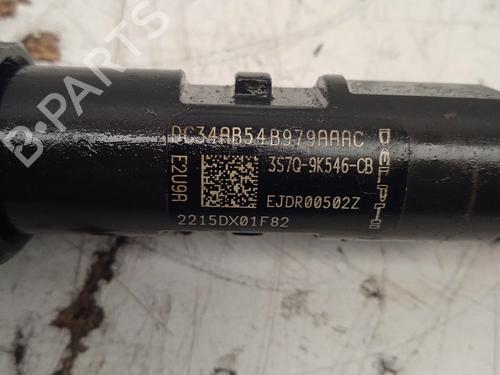 B-PARTS
DC34AB54B979AAAC
E2U9A
3S7Q-9K546-CB
EJDR00502Z
2215DX01F82
DELPHI